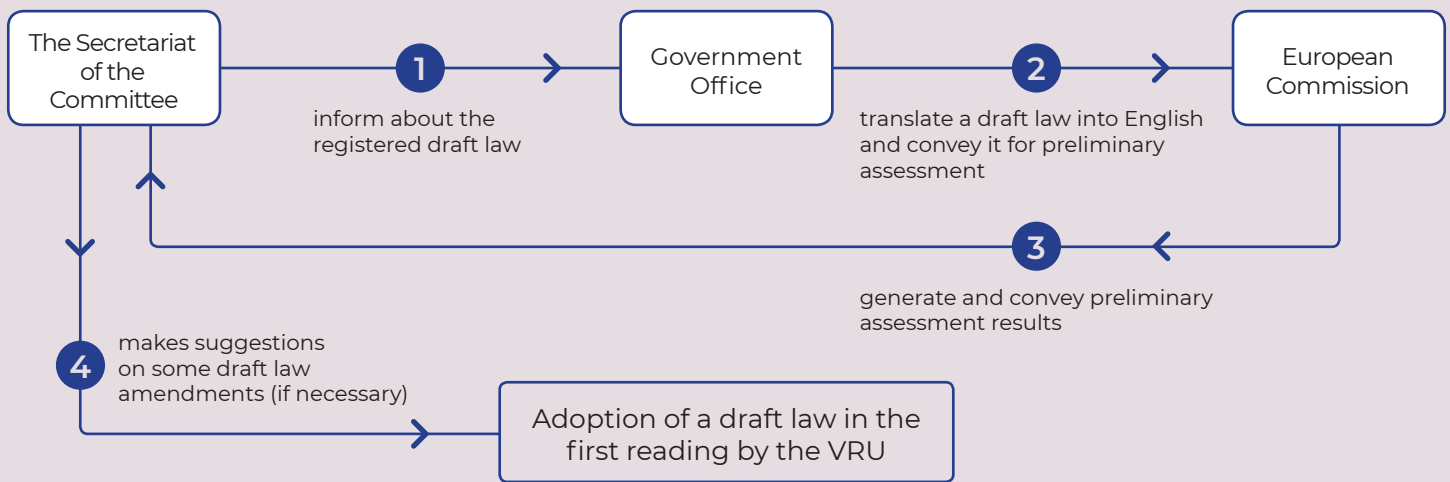 The Secretariat
of the
Committee
1
inform about the
registered draft law
Government
Office
2
translate a draft law into English
and convey it for preliminary
assessment
European
Commission
3
generate and convey preliminary
assessment results
4
makes suggestions
on some draft law
amendments (if necessary)
Adoption of a draft law in the
first reading by the VRU